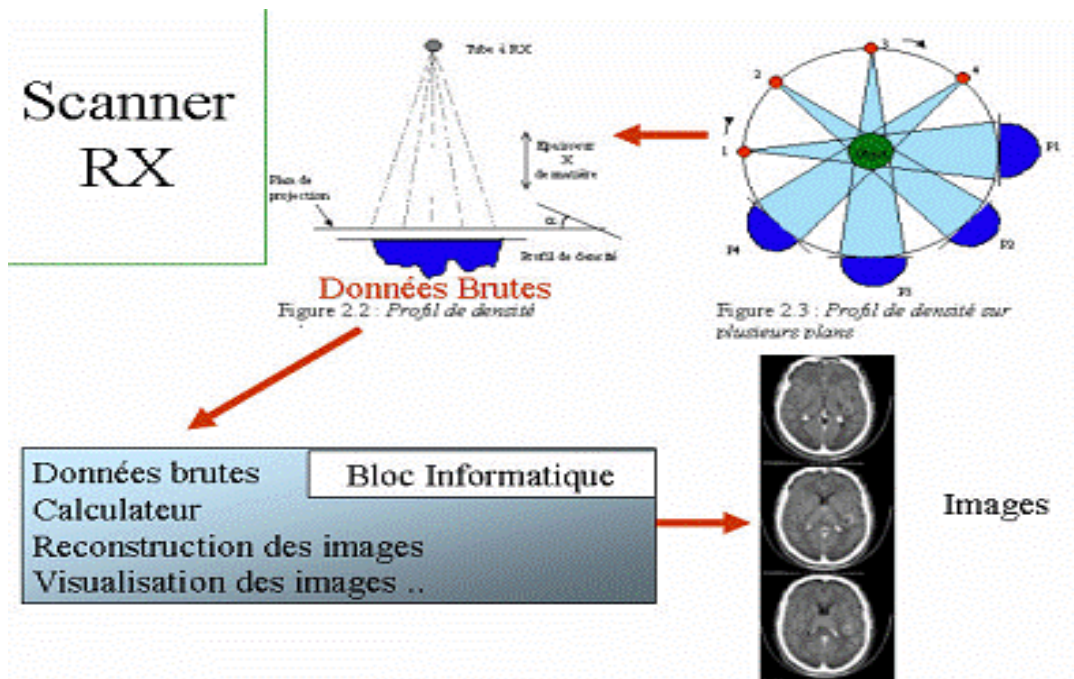 Scanner
RX
Tube à RX
Epaisseur
X
de matière
Plan de
projection
α
Profil de densité
Données Brutes
Figure 2.2 : Profil de densité
1
2
3
4
P1
P2
P3
P4
Figure 2.3 : Profil de densité sur
plusieurs plans
Données brutes
Bloc Informatique
Calculateur
Reconstruction des images
Visualisation des images ..
Images